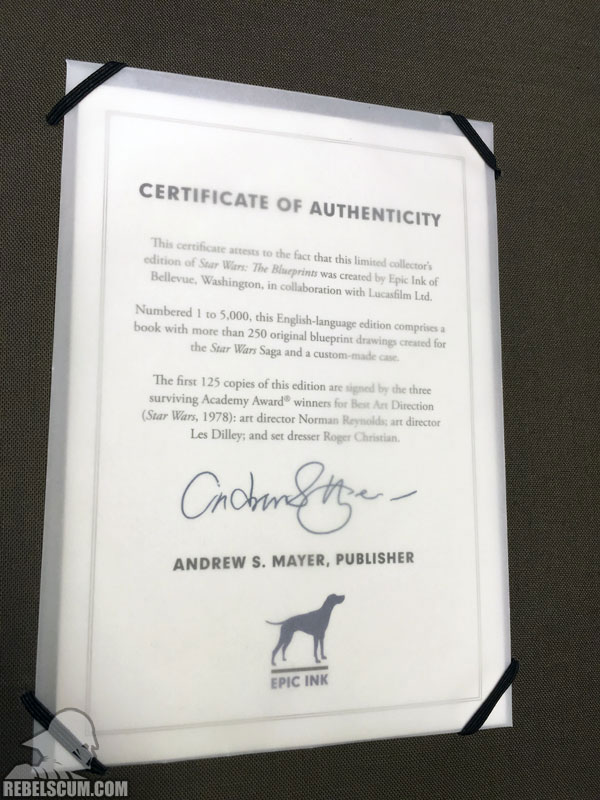 CERTIFICATE OF AUTHENTICITY
This certificate attests to the fact that this limited collector's
edition of Star Wars: The Blueprints was created by Epic Ink of
Bellevue, Washington, in collaboration with Lucasfilm Ltd.
Numbered 1 to 5,000, this English-language edition comprises a
book with more than 250 original blueprint drawings created for
the Star Wars Saga and a custom-made case.
The first 125 copies of this edition are signed by the three
surviving Academy Award® winners for Best Art Direction
(Star Wars, 1978): art director Norman Reynolds; art director
Les Dilley; and set dresser Roger Christian.
Andrew S Mayer
ANDREW S. MAYER, PUBLISHER
EPIC INK
REBELSCUM.COM